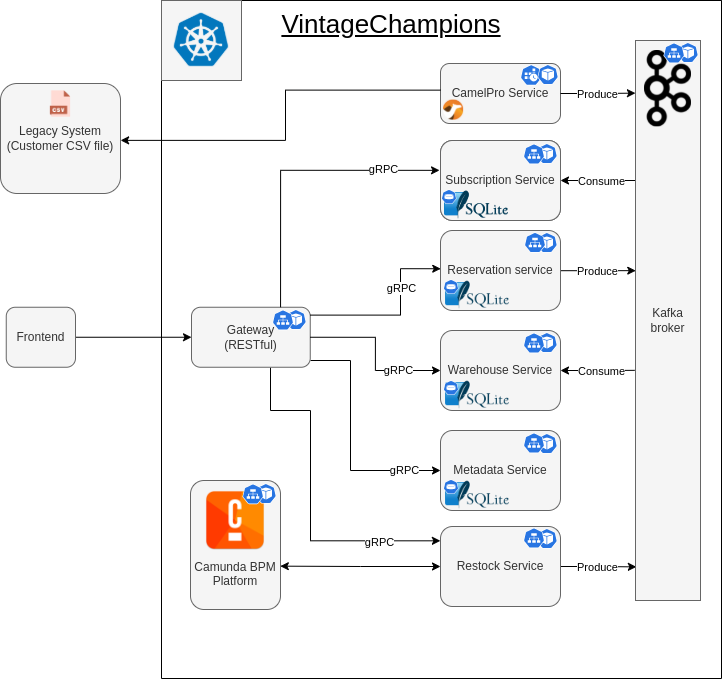 VintageChampions
CSV
Legacy System
(Customer CSV file)
CamelPro Service
Produce
gRPC
Subscription Service
SQLite
Consume
gRPC
Reservation service
SQLite
Produce
Kafka
broker
Frontend
Gateway
(RESTful)
gRPC
Warehouse Service
SQLite
Consume
gRPC
Metadata Service
SQLite
C
Camunda BPM
Platform
gRPC
Restock Service
Produce